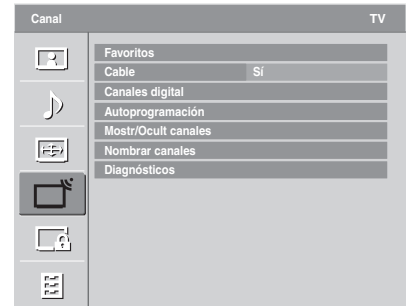 Canal TV
Favoritos
Cable Sí
Canales digital
Autoprogramación
Mostr/Ocult canales
Nombrar canales
Diagnósticos